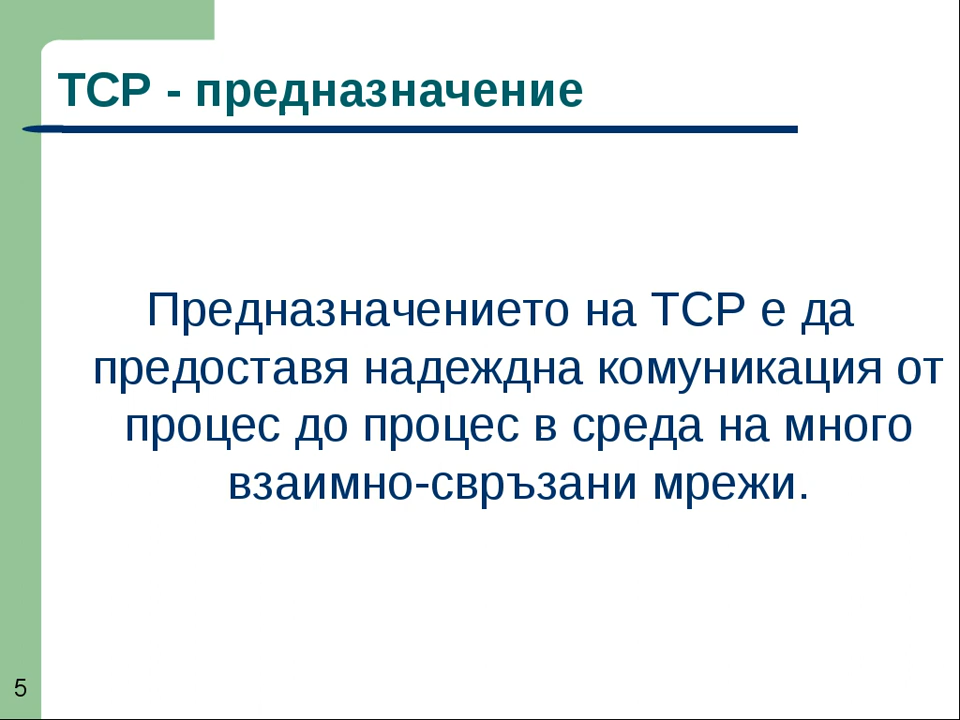 TCP - предназначение
Предназначението на TCP е да
предоставя надеждна комуникация от
процес до процес в среда на много
взаимно-свръзани мрежи.
5